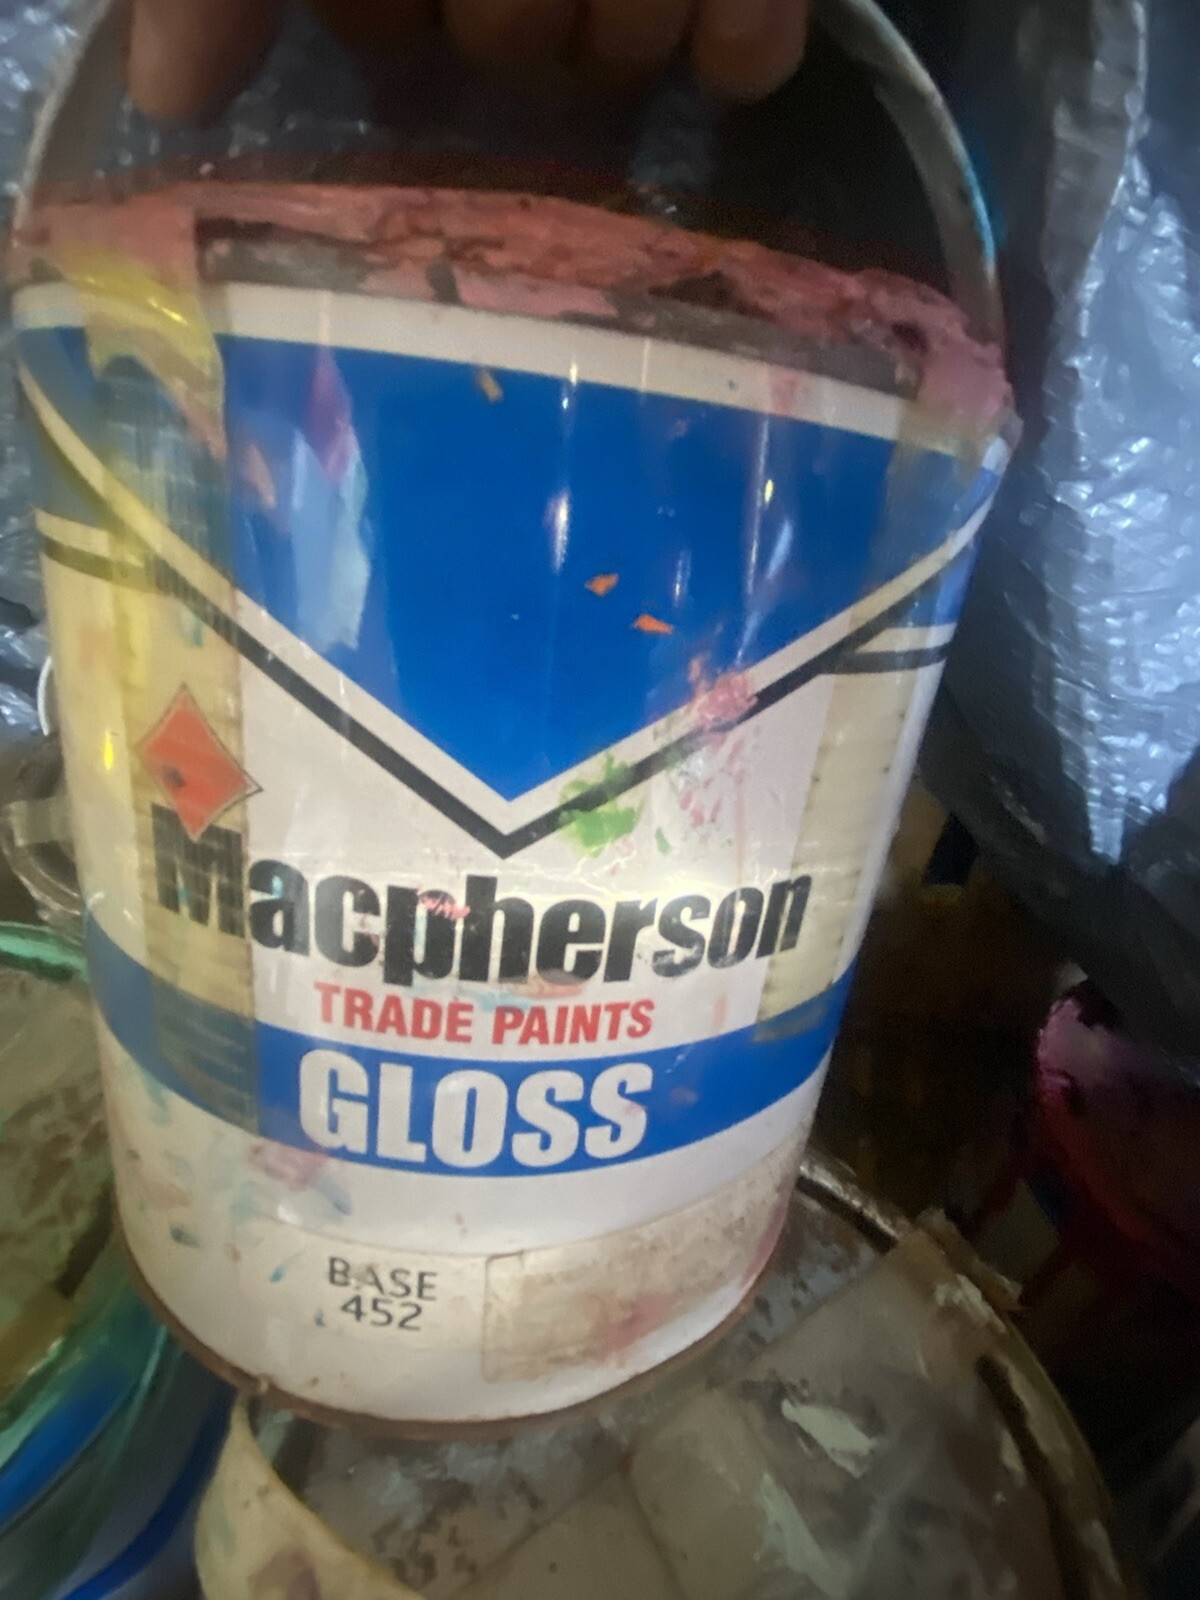 Macpherson
TRADE PAINTS
GLOSS
BASE
452